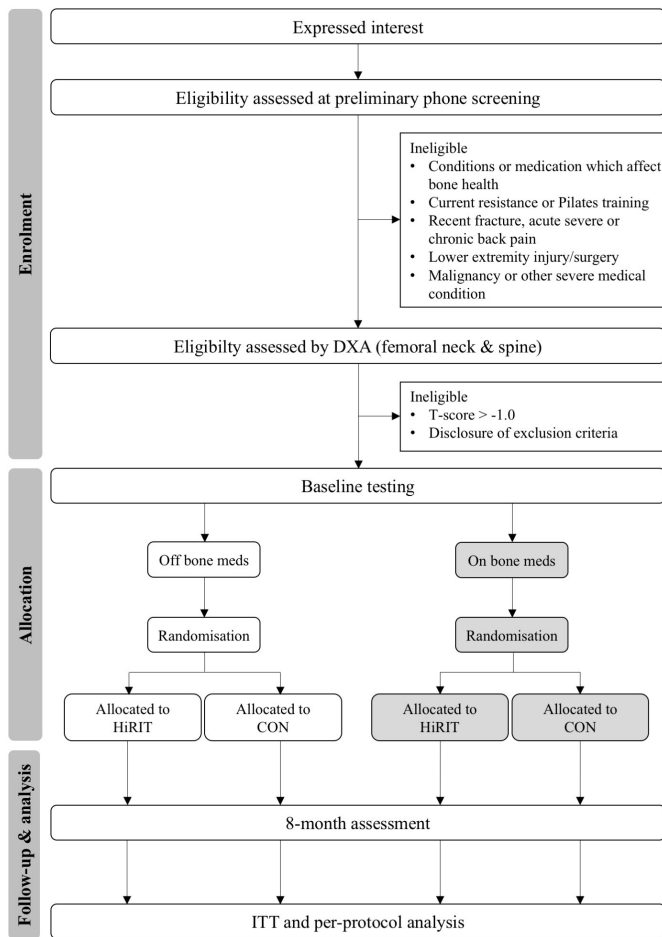 Enrolment
Expressed interest
Eligibility assessed at preliminary phone screening
Ineligible
• Conditions or medication which affect
bone health
• Current resistance or Pilates training
• Recent fracture, acute severe or
chronic back pain
• Lower extremity injury/surgery
• Malignancy or other severe medical
condition
Eligibilty assessed by DXA (femoral neck & spine)
Ineligible
• T-score > -1.0
• Disclosure of exclusion criteria
Allocation
Baseline testing
Off bone meds
On bone meds
Randomisation
Randomisation
Allocated to
HiRIT
Allocated to
CON
Allocated to
HiRIT
Allocated to
CON
Follow-up & analysis
8-month assessment
ITT and per-protocol analysis